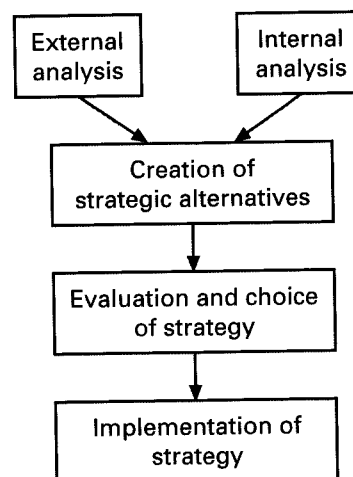 External
analysis
Internal
analysis
Creation of
strategic alternatives
Evaluation and choice
of strategy
Implementation of
strategy